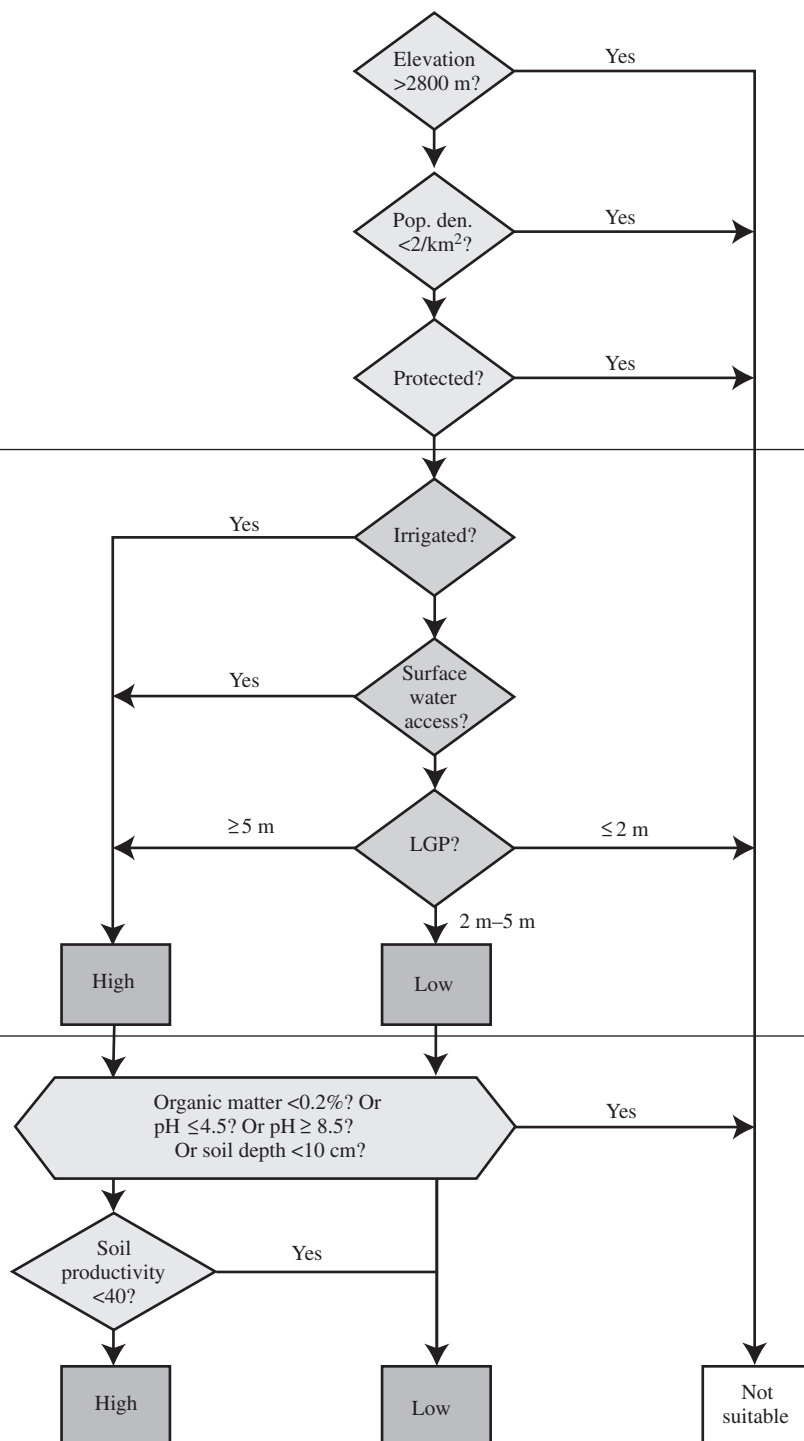 Elevation
>2800 m?
Yes
Pop. den.
<2/km²?
Yes
Protected?
Yes
Irrigated?
Yes
Surface
water
access?
Yes
LGP?
≥5 m
≤2 m
2 m–5 m
High
Low
Organic matter <0.2%? Or
pH ≤4.5? Or pH ≥ 8.5?
Or soil depth <10 cm?
Yes
Soil
productivity
<40?
Yes
High
Low
Not
suitable